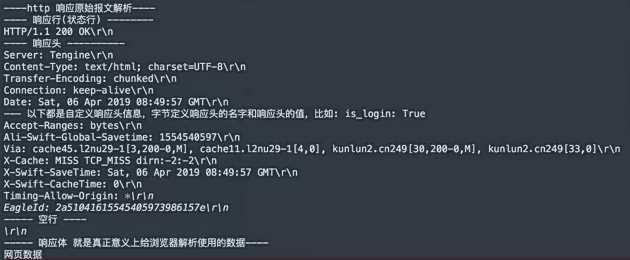 ----http 响应原始报文解析----
---- 响应行(状态行) --------
HTTP/1.1 200 OK\r\n
---- 响应头 ----------
Server: Tengine\r\n
Content-Type: text/html; charset=UTF-8\r\n
Transfer-Encoding: chunked\r\n
Connection: keep-alive\r\n
Date: Sat, 06 Apr 2019 08:49:57 GMT\r\n
--- 以下都是自定义响应头信息，字节定义响应头的名字和响应头的值，比如: is_login: True
Accept-Ranges: bytes\r\n
Ali-Swift-Global-Savetime: 1554540597\r\n
Via: cache45.l2nu29-1[3,200-0,M], cache11.l2nu29-1[4,0], kunlun2.cn249[30,200-0,M], kunlun2.cn249[33,0]\r\n
X-Cache: MISS TCP_MISS dirn:-2:-2\r\n
X-Swift-SaveTime: Sat, 06 Apr 2019 08:49:57 GMT\r\n
X-Swift-CacheTime: 0\r\n
Timing-Allow-Origin: *\r\n
EagleId: 2a51041615545405973986157e\r\n
----- 空行 ----
\r\n
----- 响应体 就是真正意义上给浏览器解析使用的数据----
网页数据